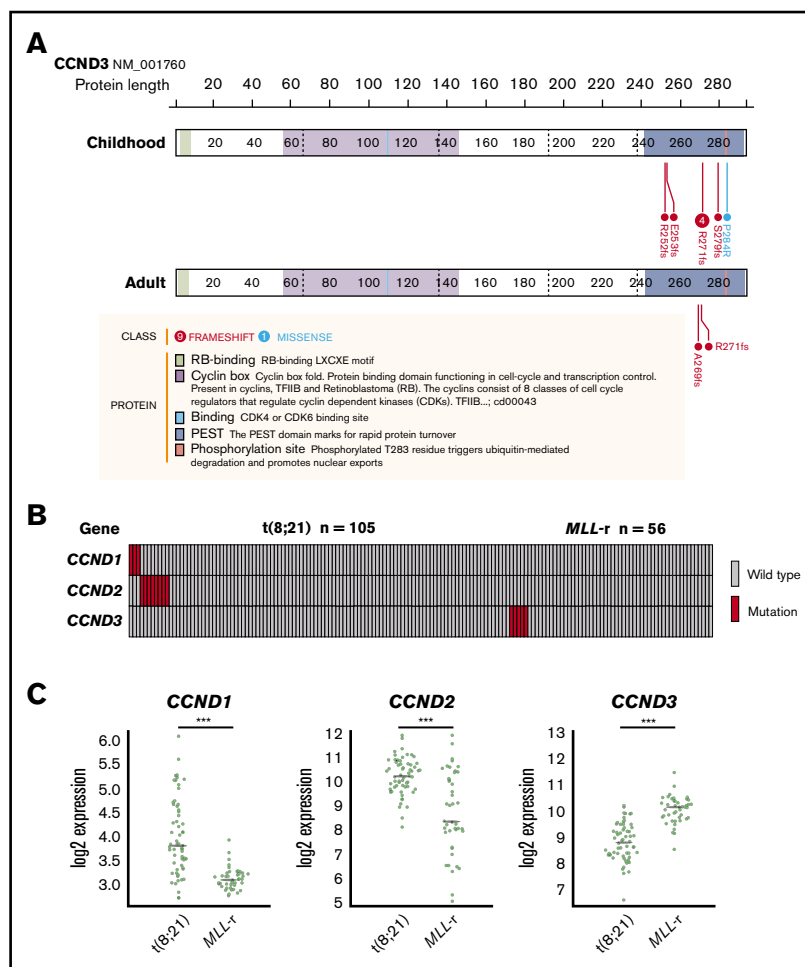 A
CCND3 NM_001760
Protein length 20 40 60 80 100 120 140 160 180 200 220 240 260 280
Childhood 20 40 60 80 100 120 140 160 180 200 220 240 260 280
R252fs
E253fs
4
R271fs
S279fs
P284R
Adult 20 40 60 80 100 120 140 160 180 200 220 240 260 280
A269fs
R271fs
CLASS 9 FRAMESHIFT 1 MISSENSE
PROTEIN
RB-binding RB-binding LXCXE motif
Cyclin box Cyclin box fold. Protein binding domain functioning in cell-cycle and transcription control.
Present in cyclins, TFIIB and Retinoblastoma (RB). The cyclins consist of 8 classes of cell cycle
regulators that regulate cyclin dependent kinases (CDKs). TFIIB...; cd00043
Binding CDK4 or CDK6 binding site
PEST The PEST domain marks for rapid protein turnover
Phosphorylation site Phosphorylated T283 residue triggers ubiquitin-mediated
degradation and promotes nuclear exports
B
Gene t(8;21) n = 105 MLL-r n = 56
CCND1
CCND2
CCND3
Wild type
Mutation
C
CCND1
***
log2 expression
6.0
5.5
5.0
4.5
4.0
3.5
3.0
t(8;21) MLL-r
CCND2
***
log2 expression
12
11
10
9
8
7
6
5
t(8;21) MLL-r
CCND3
***
log2 expression
13
12
11
10
9
8
7
t(8;21) MLL-r